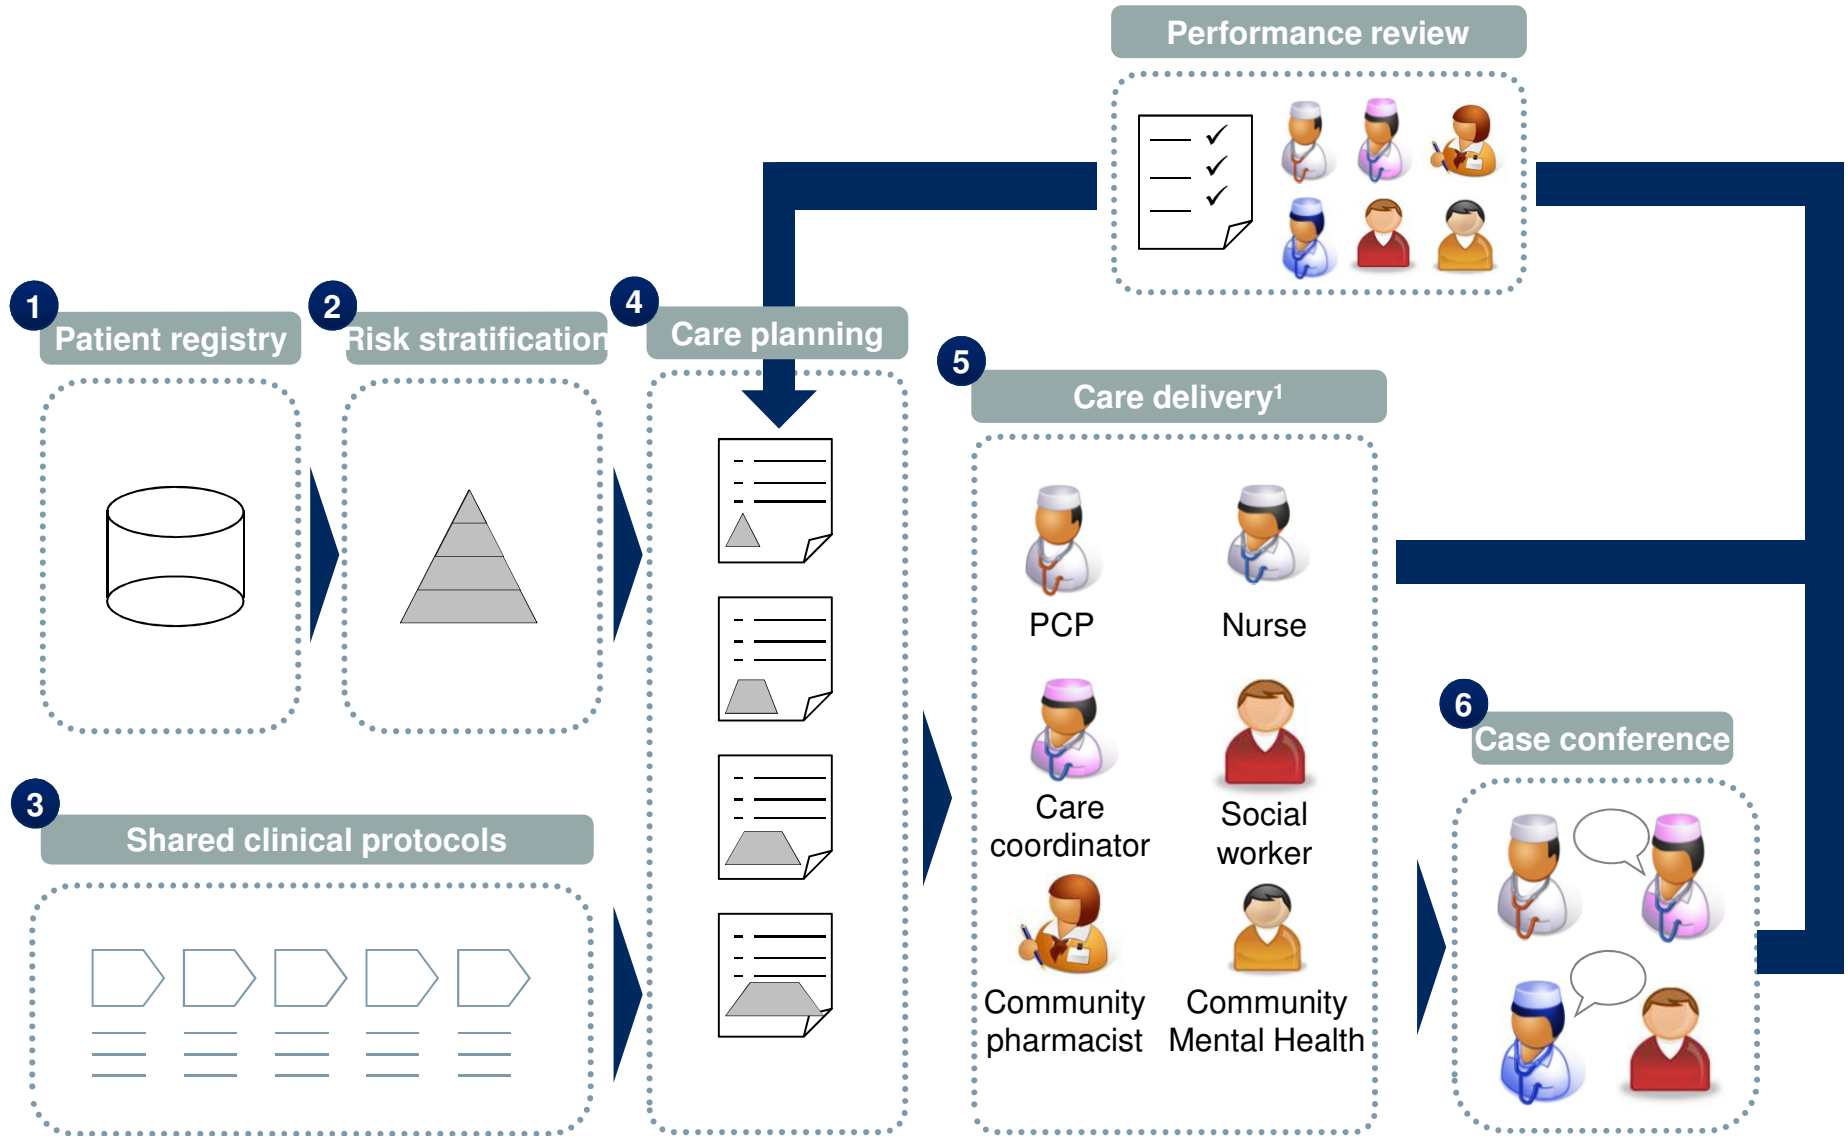 Performance review
1
Patient registry
2
Risk stratification
4
Care planning
5
Care delivery¹
PCP
Nurse
Care
coordinator
Social
worker
Community
pharmacist
Community
Mental Health
3
Shared clinical protocols
6
Case conference